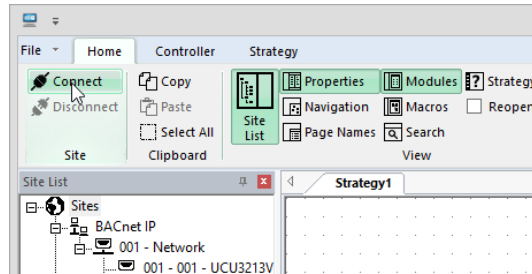 File Home Controller Strategy
Connect Copy Properties Modules Strategy
Disconnect Paste Navigation Macros Reopen
Select All Site List Page Names Search
Site Clipboard View
Site List Strategy1
Sites
BACnet IP
001 - Network
001 - 001 - UCU3213V